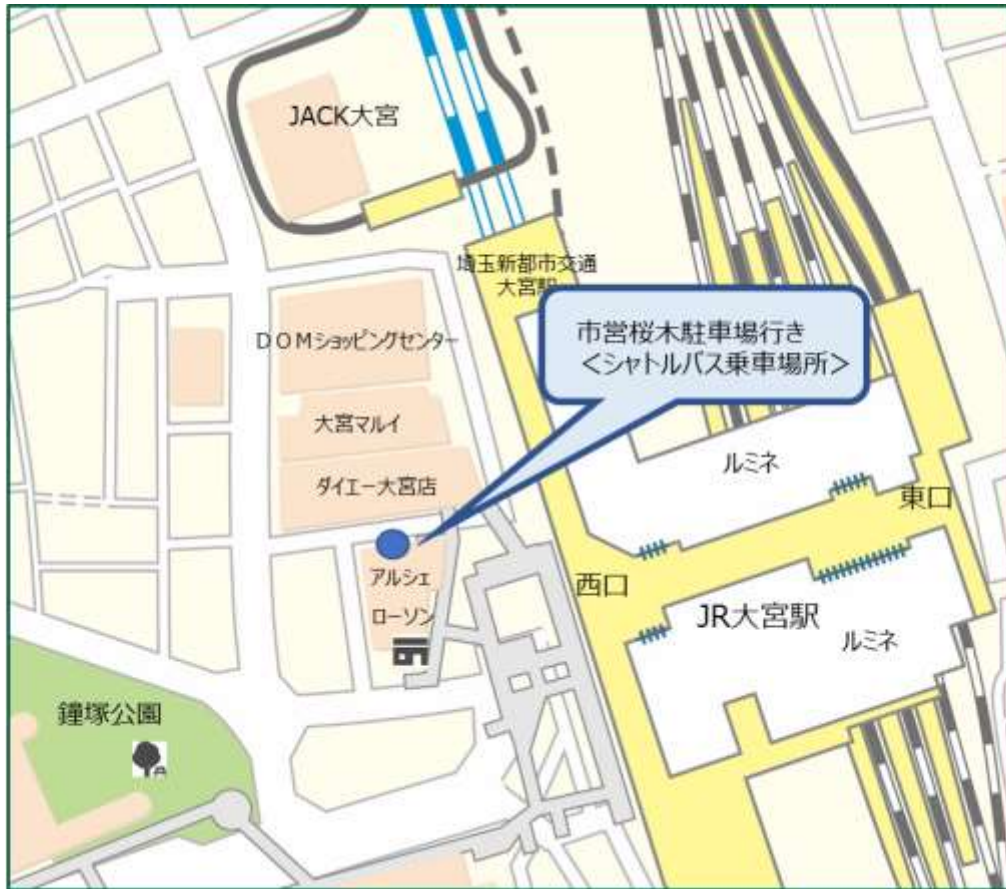 JACK大宮
埼玉新都市交通
大宮駅
市営桜木駐車場行き
<シャトルバス乗車場所>
DOMショッピングセンター
大宮マルイ
ダイエー大宮店
ルミネ
東口
アルシェ
西口
ローソン
JR大宮駅
ルミネ
鐘塚公園